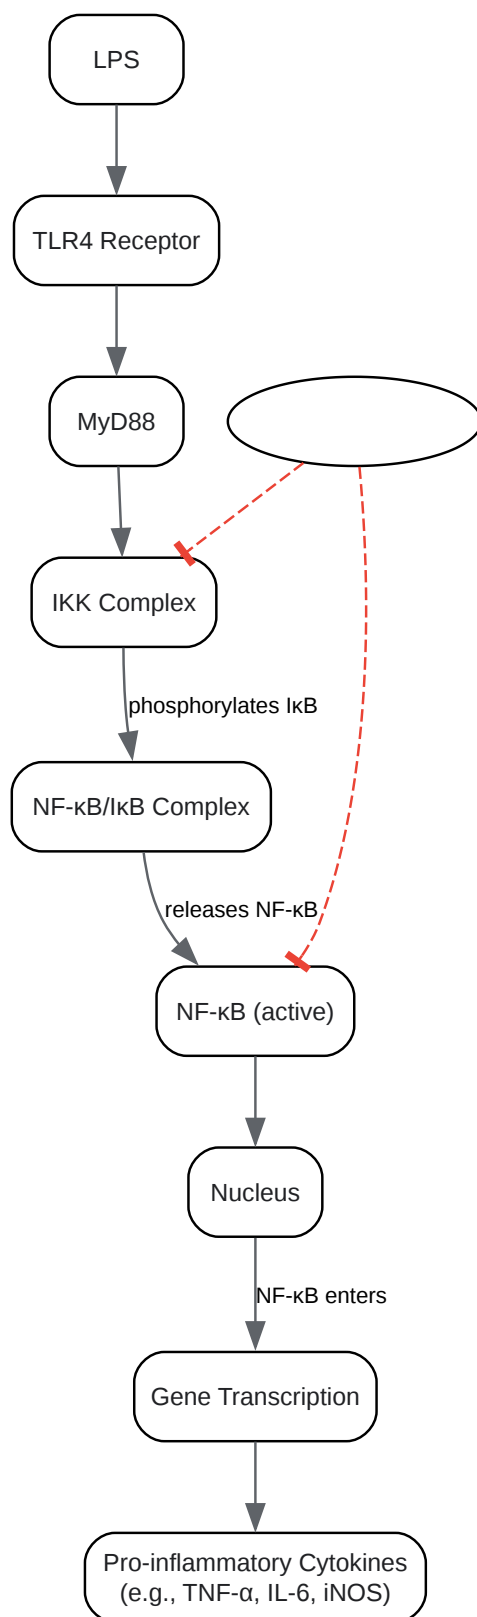 LPS
TLR4 Receptor
MyD88
IKK Complex
phosphorylates IκB
NF-κB/IκB Complex
releases NF-κB
NF-κB (active)
Nucleus
NF-κB enters
Gene Transcription
Pro-inflammatory Cytokines
(e.g., TNF-α, IL-6, iNOS)